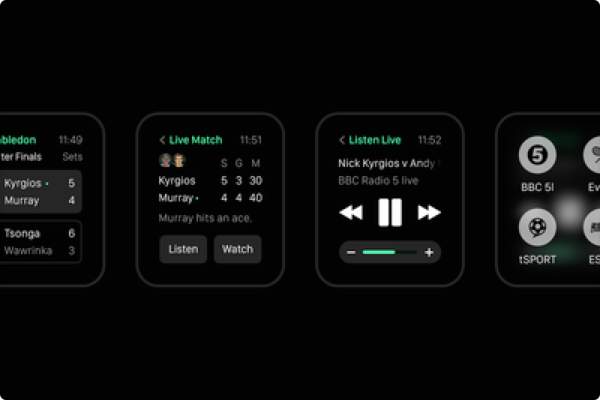 bledon 11:49
ter Finals Sets
Kyrgios 5
Murray 4
Tsonga 6
Wawrinka 3
Live Match 11:51
S G M
Kyrgios 5 3 30
Murray 4 4 40
Murray hits an ace.
Listen Watch
Listen Live 11:52
Nick Kyrgios v Andy
BBC Radio 5 live
5
BBC 5l Ev
tSPORT ES